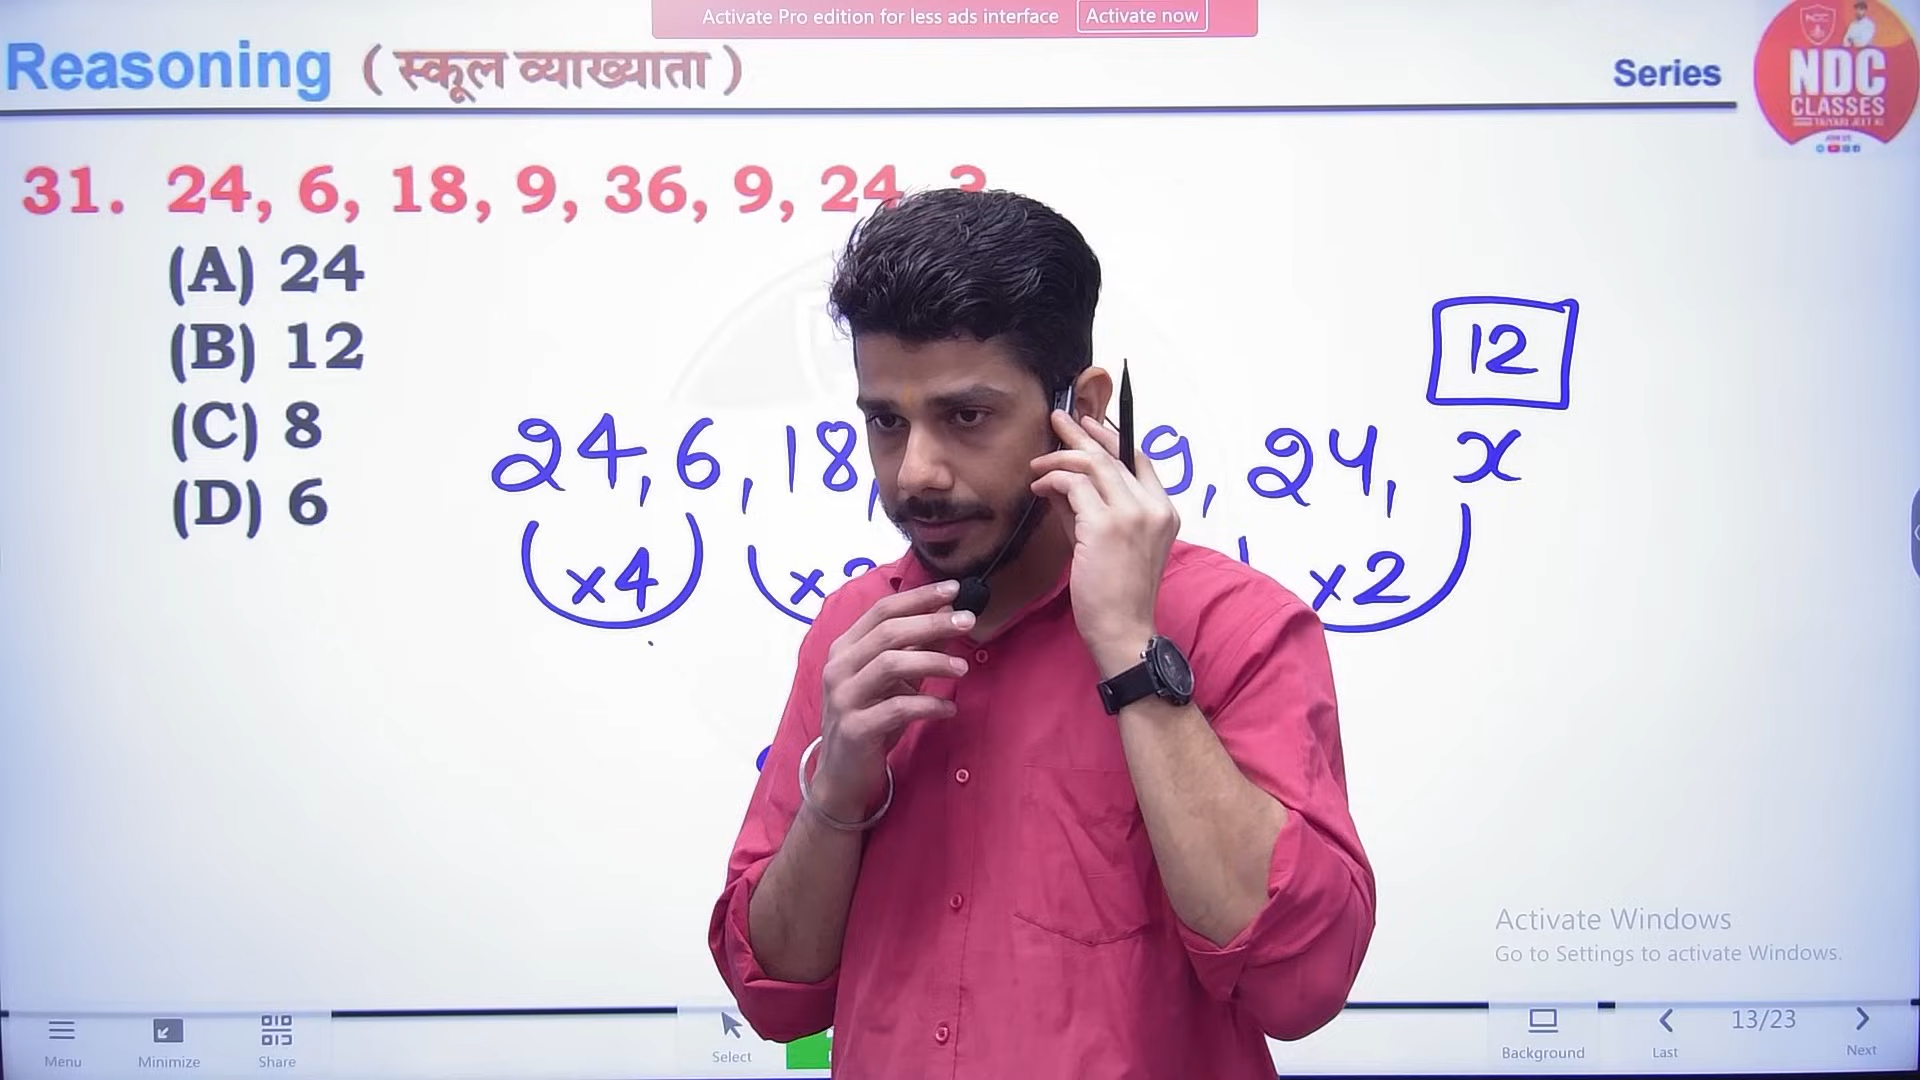 Activate Pro edition for less ads interface Activate now
Reasoning ( स्कूल व्याख्याता ) Series
NDC
CLASSES
31. 24, 6, 18, 9, 36, 9, 24
(A) 24
(B) 12
(C) 8
(D) 6
12
24, 6, 18, 9, 24, x
×4 × ×2
Activate Windows
Go to Settings to activate Windows.
Menu Minimize Share Select Background Last 13/23 Next